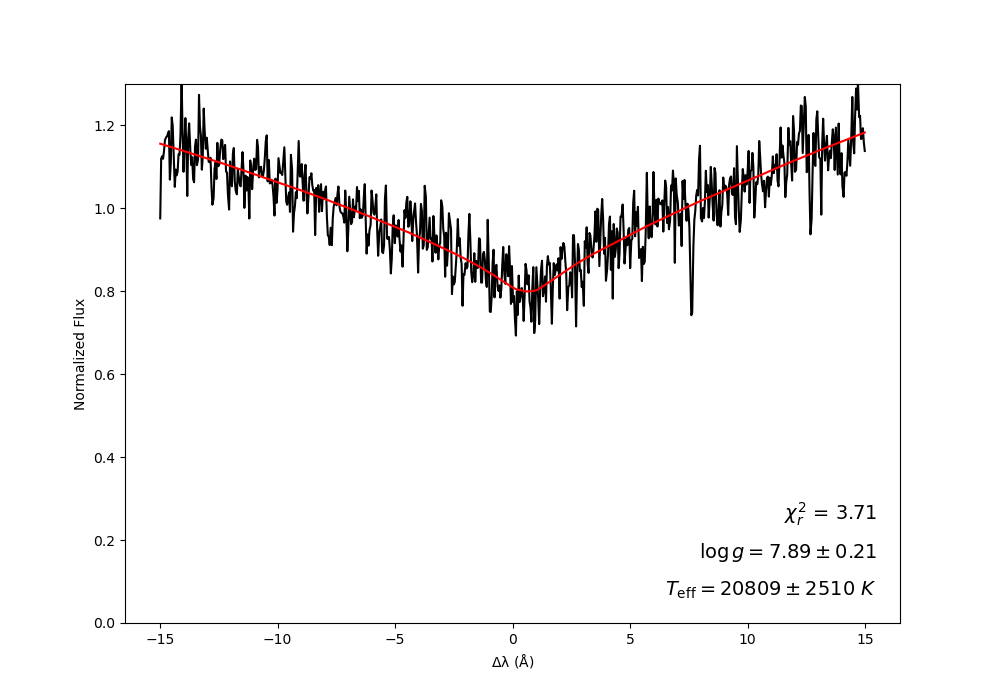 1.2
1.0
0.8
0.6
0.4
0.2
0.0
Normalized Flux
χ²ᵣ = 3.71
log g = 7.89 ± 0.21
T_eff = 20809 ± 2510 K
−15 −10 −5 0 5 10 15
Δλ (Å)